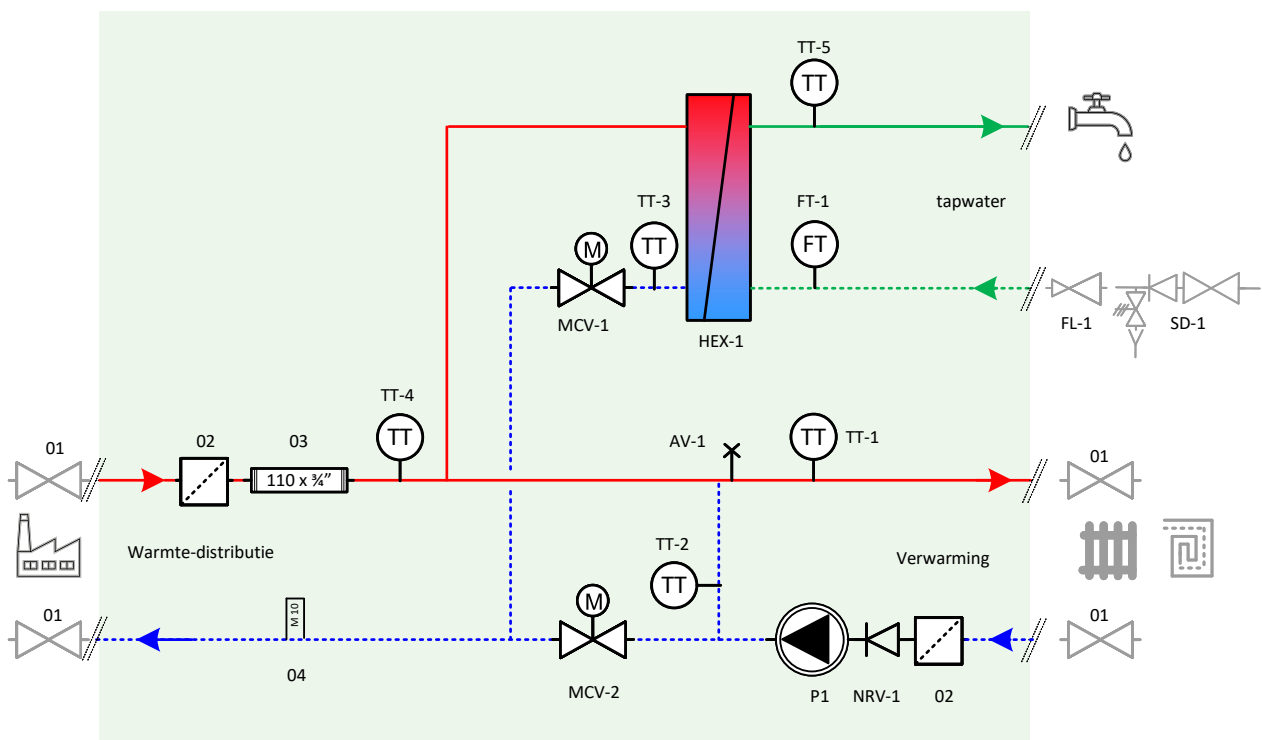 TT-5
TT
TT-3
FT-1
tapwater
TT
FT
M
MCV-1
HEX-1
FL-1
SD-1
TT-4
01
02
03
TT
AV-1
TT
TT-1
01
110 x ¾”
Warmte-distributie
TT-2
Verwarming
TT
01
M 10
M
01
04
MCV-2
P1
NRV-1
02